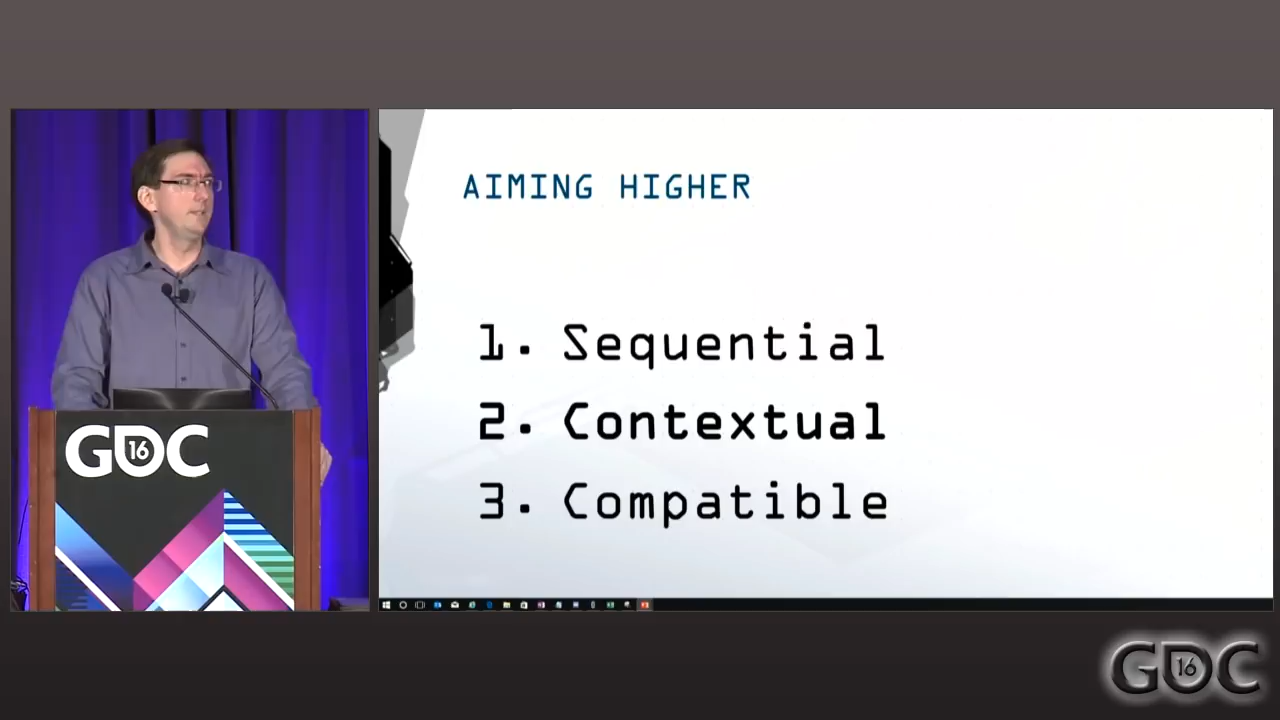 AIMING HIGHER
1. Sequential
2. Contextual
3. Compatible
GDC 16
GDC 16